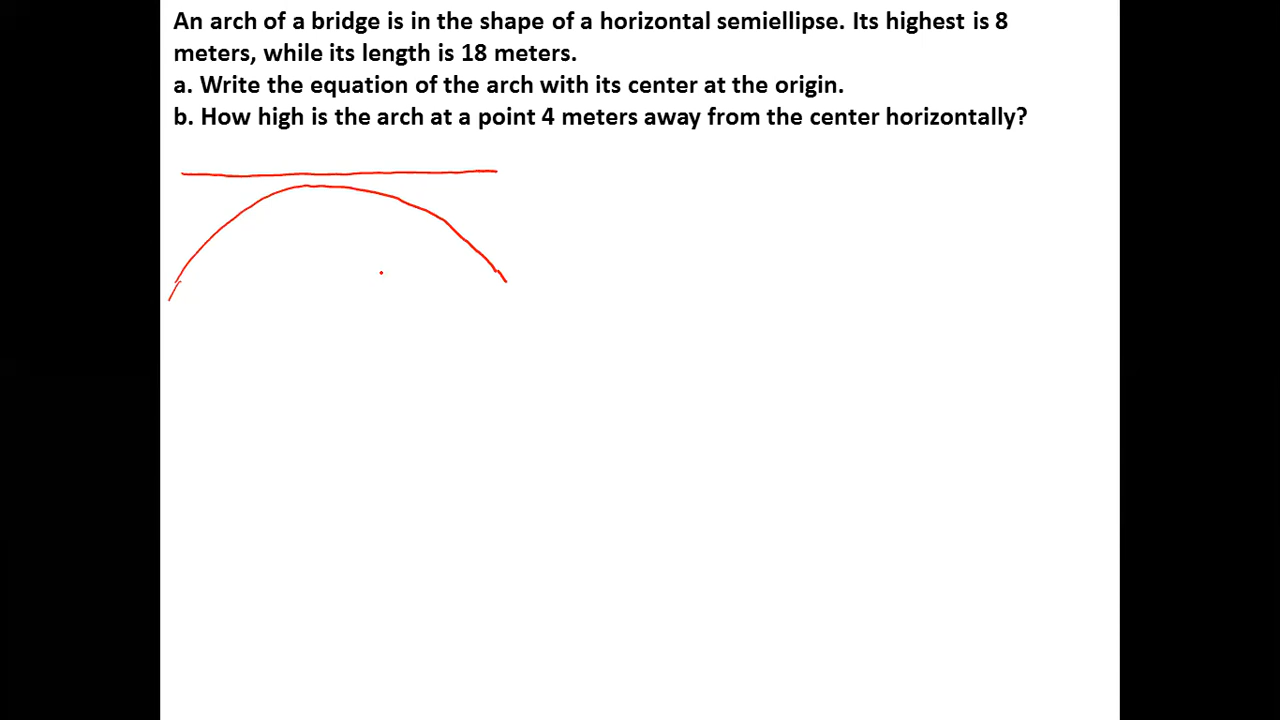 An arch of a bridge is in the shape of a horizontal semiellipse. Its highest is 8
meters, while its length is 18 meters.
a. Write the equation of the arch with its center at the origin.
b. How high is the arch at a point 4 meters away from the center horizontally?